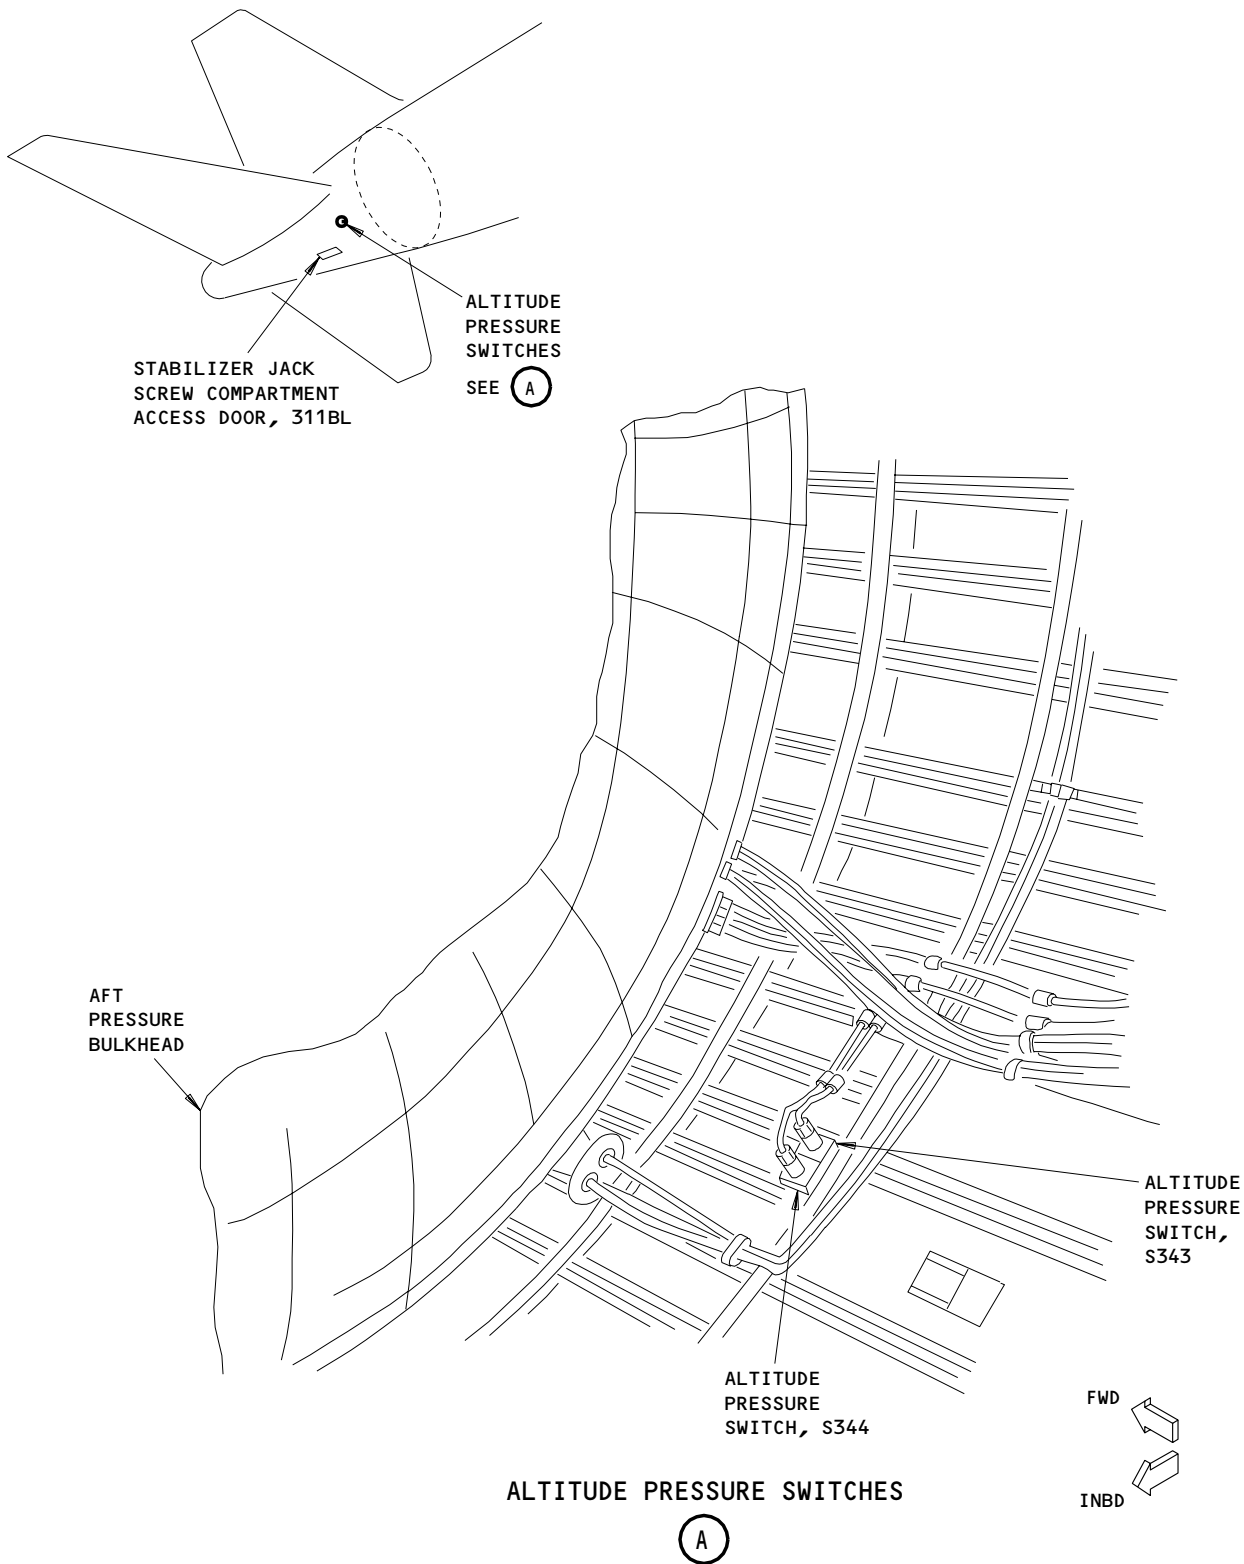 ALTITUDE
PRESSURE
SWITCHES
SEE A
STABILIZER JACK
SCREW COMPARTMENT
ACCESS DOOR, 311BL
AFT
PRESSURE
BULKHEAD
ALTITUDE
PRESSURE
SWITCH,
S343
ALTITUDE
PRESSURE
SWITCH, S344
FWD
INBD
ALTITUDE PRESSURE SWITCHES
A